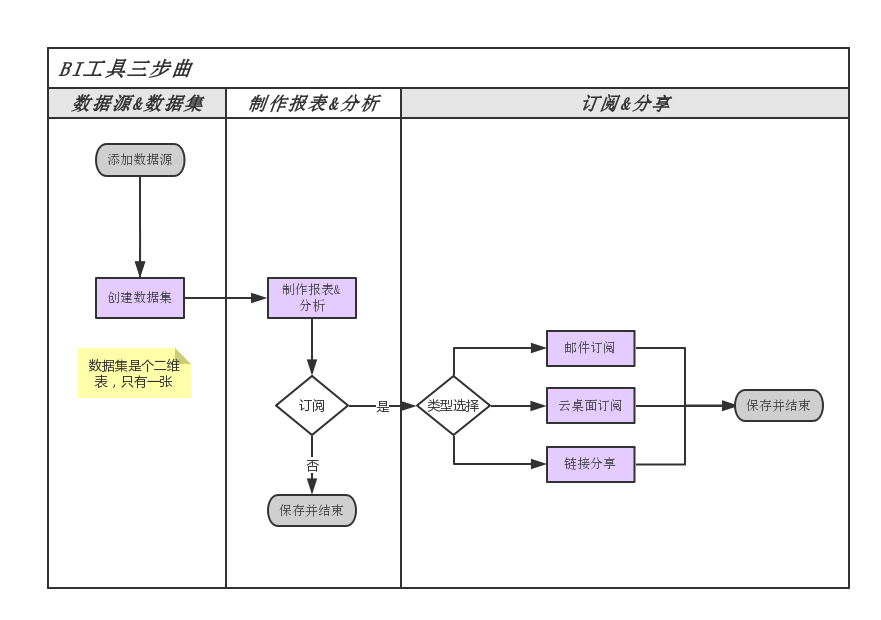 BI工具三步曲
数据源&数据集
制作报表&分析
订阅&分享
添加数据源
创建数据集
数据集是个二维
表，只有一张
制作报表&
分析
订阅
是
否
保存并结束
类型选择
邮件订阅
云桌面订阅
链接分享
保存并结束